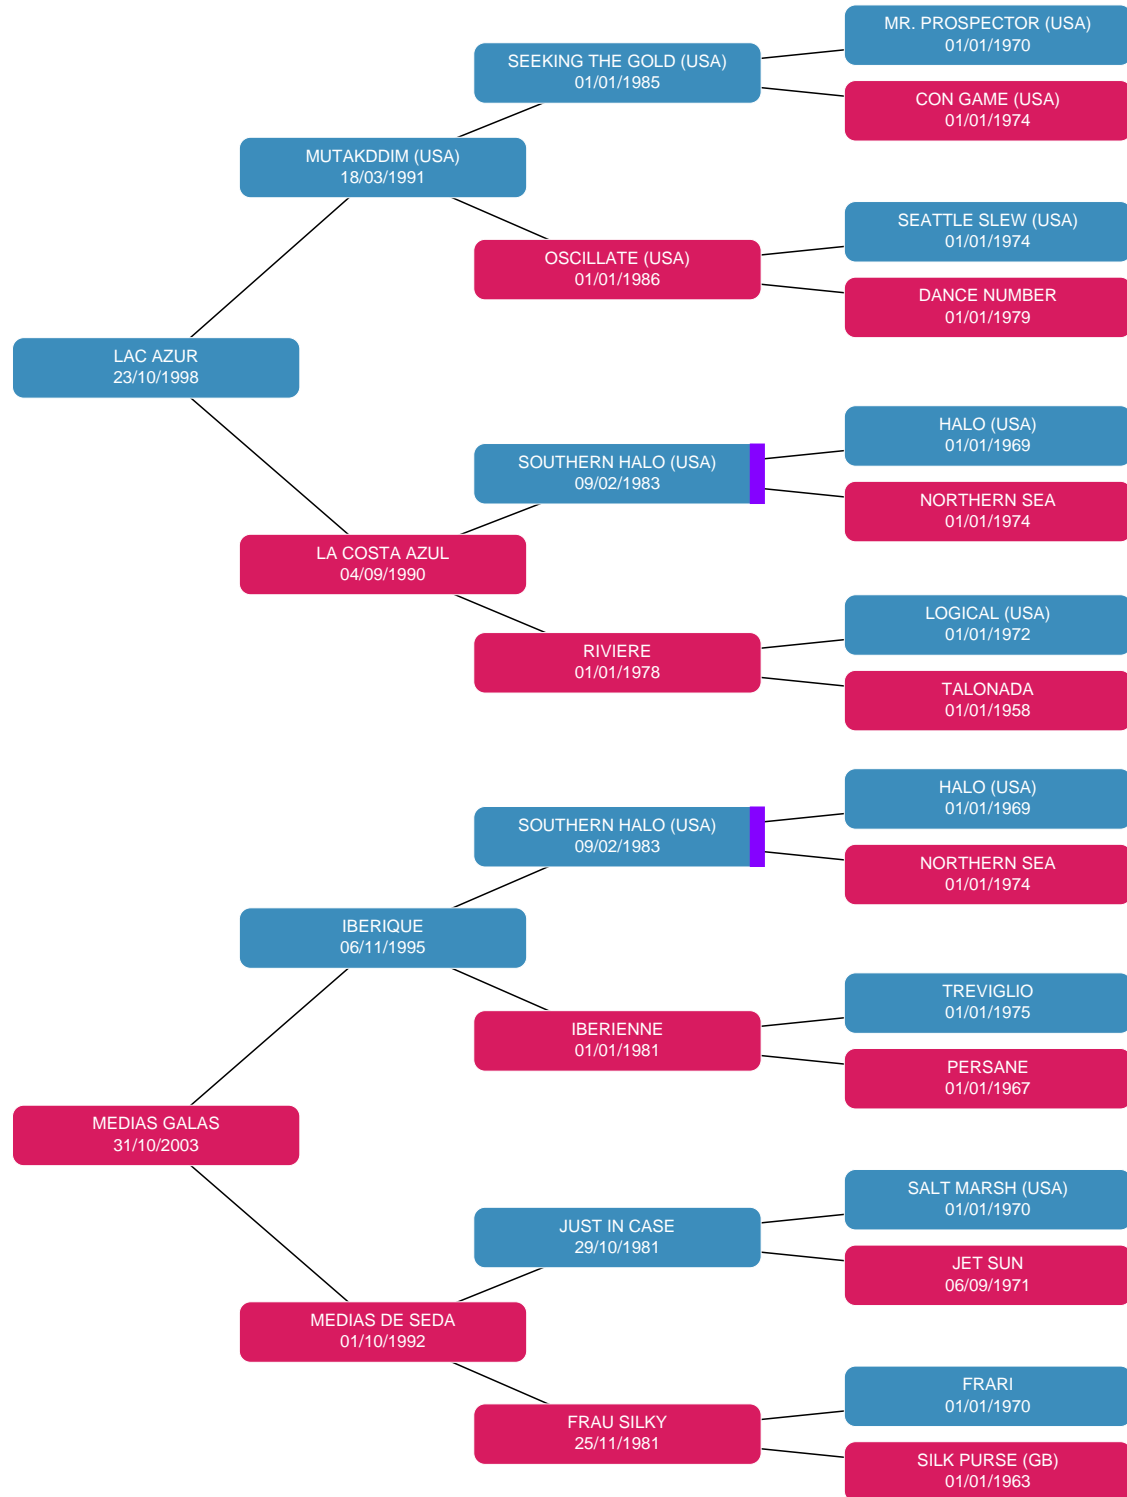 MR. PROSPECTOR (USA)
01/01/1970
SEEKING THE GOLD (USA)
01/01/1985
CON GAME (USA)
01/01/1974
MUTAKDDIM (USA)
18/03/1991
SEATTLE SLEW (USA)
01/01/1974
OSCILLATE (USA)
01/01/1986
DANCE NUMBER
01/01/1979
LAC AZUR
23/10/1998
HALO (USA)
01/01/1969
SOUTHERN HALO (USA)
09/02/1983
NORTHERN SEA
01/01/1974
LA COSTA AZUL
04/09/1990
LOGICAL (USA)
01/01/1972
RIVIERE
01/01/1978
TALONADA
01/01/1958
HALO (USA)
01/01/1969
SOUTHERN HALO (USA)
09/02/1983
NORTHERN SEA
01/01/1974
IBERIQUE
06/11/1995
TREVIGLIO
01/01/1975
IBERIENNE
01/01/1981
PERSANE
01/01/1967
MEDIAS GALAS
31/10/2003
SALT MARSH (USA)
01/01/1970
JUST IN CASE
29/10/1981
JET SUN
06/09/1971
MEDIAS DE SEDA
01/10/1992
FRARI
01/01/1970
FRAU SILKY
25/11/1981
SILK PURSE (GB)
01/01/1963